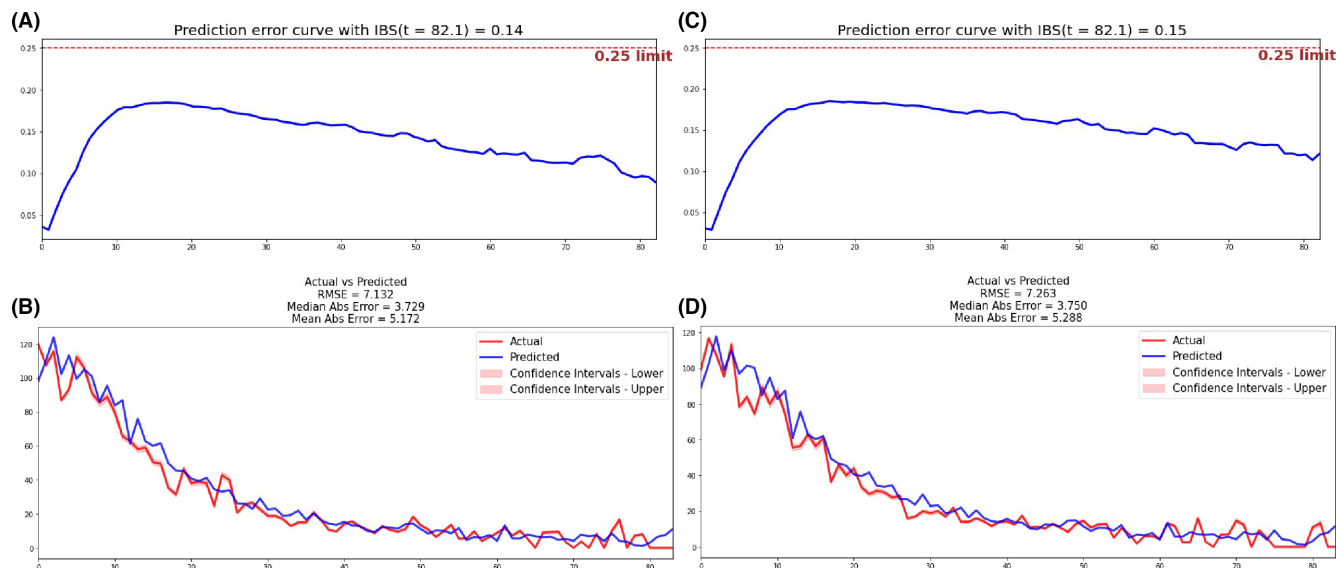 (A)
Prediction error curve with IBS(t = 82.1) = 0.14
0.25 limit
0.25
0.20
0.15
0.10
0.05
0 10 20 30 40 50 60 70 80
(C)
Prediction error curve with IBS(t = 82.1) = 0.15
0.25 limit
0.25
0.20
0.15
0.10
0.05
0 10 20 30 40 50 60 70 80
(B)
Actual vs Predicted
RMSE = 7.132
Median Abs Error = 3.729
Mean Abs Error = 5.172
Actual
Predicted
Confidence Intervals - Lower
Confidence Intervals - Upper
120
100
80
60
40
20
0
0 10 20 30 40 50 60 70 80
(D)
Actual vs Predicted
RMSE = 7.263
Median Abs Error = 3.750
Mean Abs Error = 5.288
Actual
Predicted
Confidence Intervals - Lower
Confidence Intervals - Upper
120
100
80
60
40
20
0
0 10 20 30 40 50 60 70 80